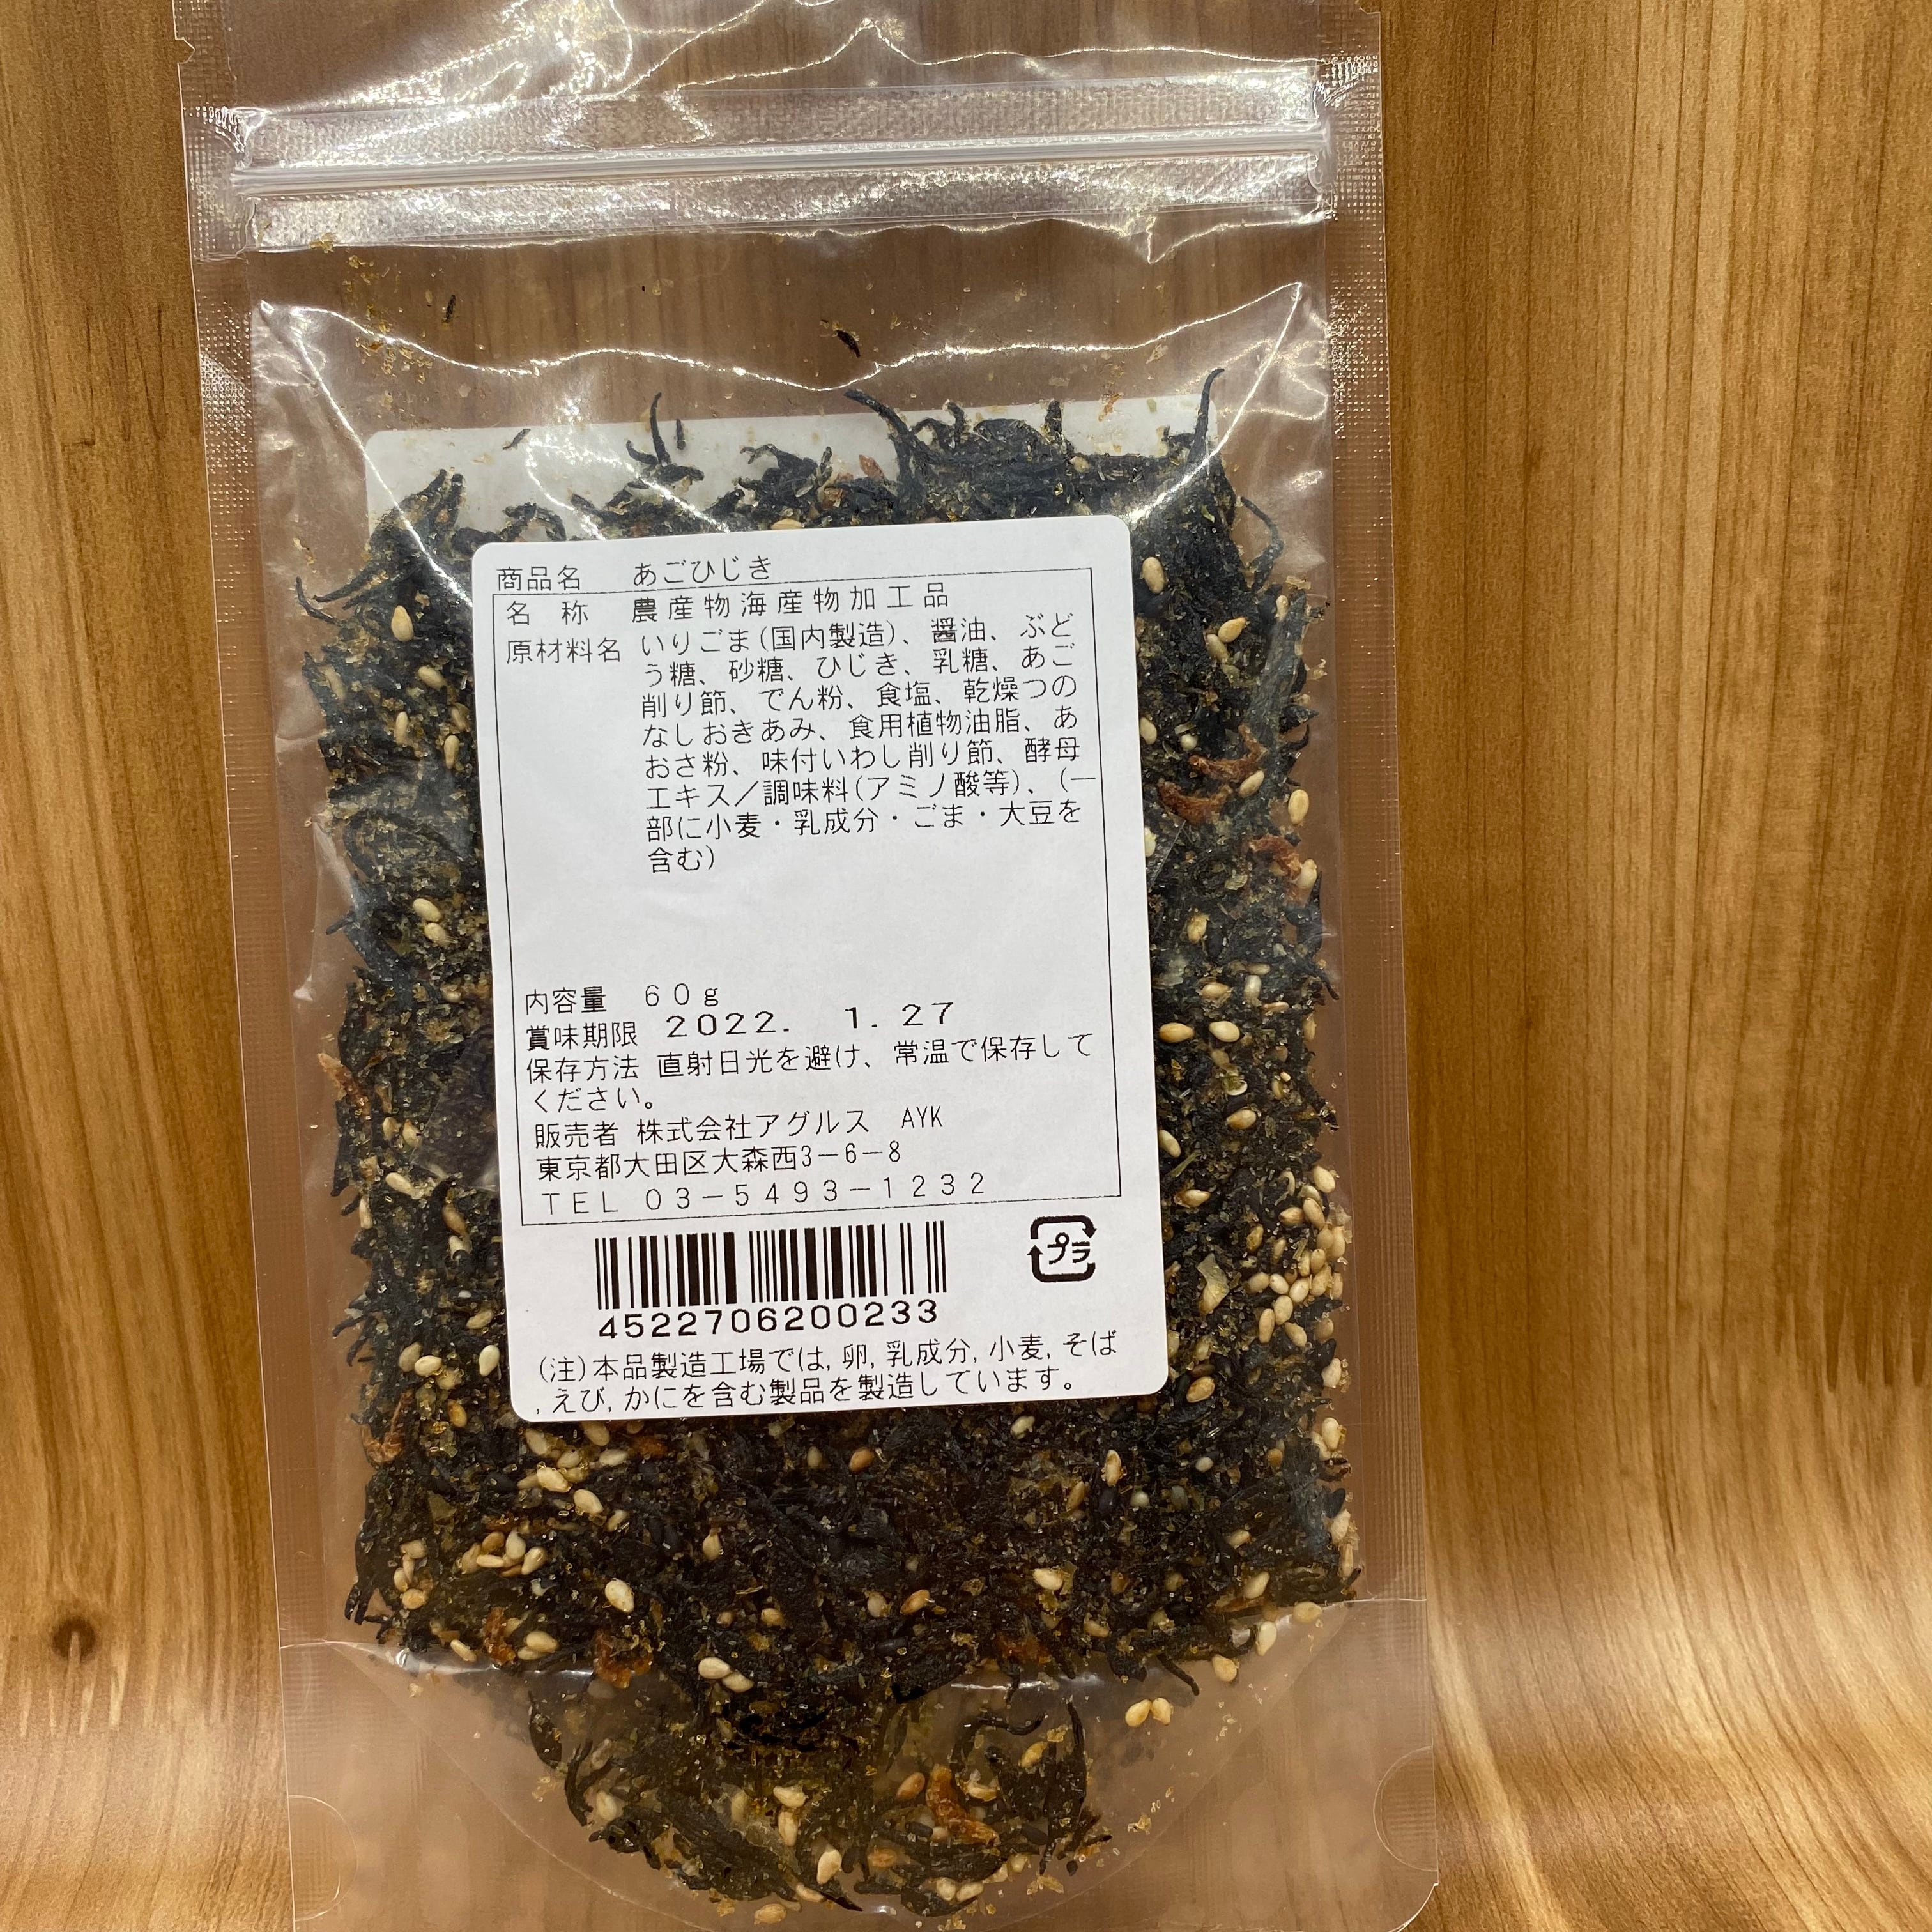 商品名 あごひじき
名 称 農産物海産物加工品
原材料名 いりごま(国内製造)、醤油、ぶど
う糖、砂糖、ひじき、乳糖、あご
削り節、でん粉、食塩、乾燥つの
なしおきあみ、食用植物油脂、あ
おさ粉、味付いわし削り節、酵母
エキス/調味料(アミノ酸等)、(一
部に小麦・乳成分・ごま・大豆を
含む)
内容量 60g
賞味期限 2022. 1. 27
保存方法 直射日光を避け、常温で保存して
ください。
販売者 株式会社アグルス AYK
東京都大田区大森西3-6-8
TEL 03-5493-1232
プラ
4522706200233
(注)本品製造工場では,卵,乳成分,小麦,そば
,えび,かにを含む製品を製造しています。